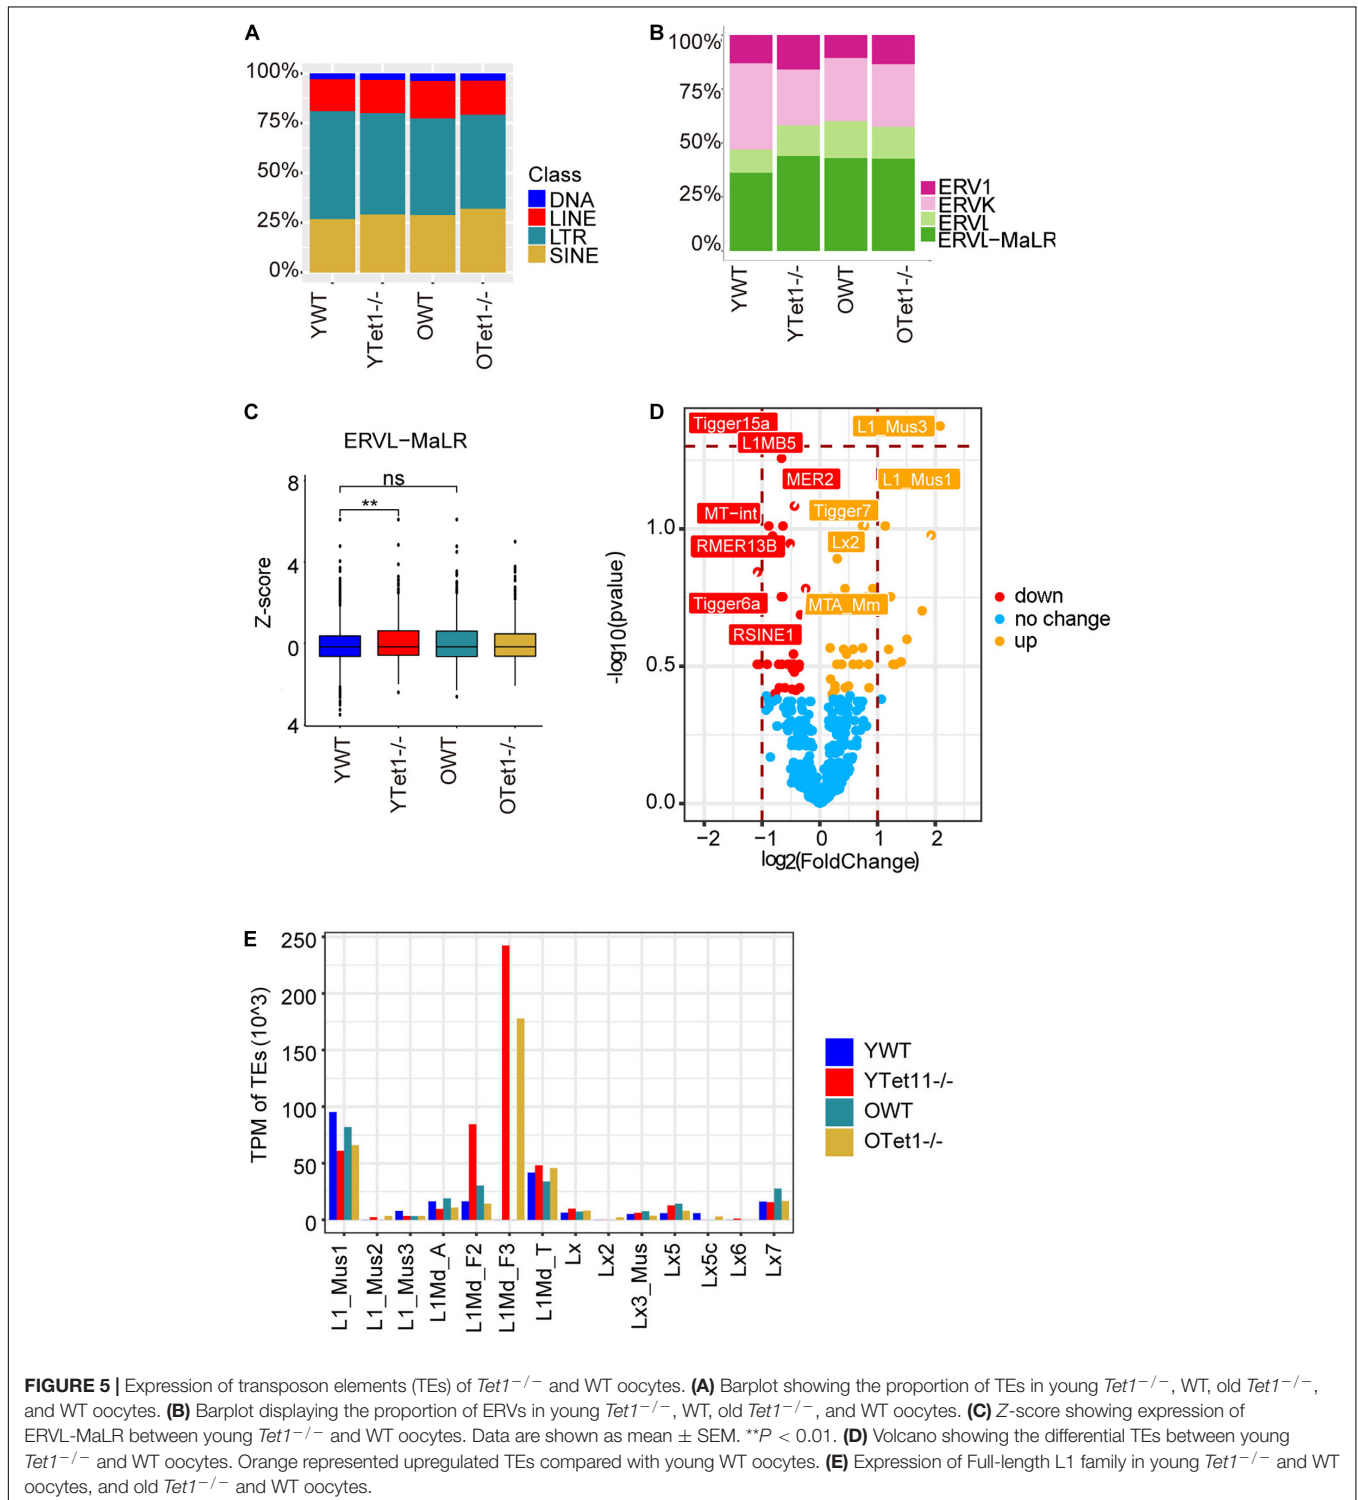 A
100%
75%
50%
25%
0%
YWT
YTet1-/-
OWT
OTet1-/-
Class
DNA
LINE
LTR
SINE
B
100%
75%
50%
25%
0%
YWT
YTet1-/-
OWT
OTet1-/-
ERV1
ERVK
ERVL
ERVL-MaLR
C
ERVL-MaLR
Z-score
8
4
0
4
ns
**
YWT
YTet1-/-
OWT
OTet1-/-
D
Tigger15a
L1_Mus3
L1MB5
MER2
L1_Mus1
MT-int
Tigger7
RMER13B
Lx2
Tigger6a
MTA_Mm
RSINE1
-log10(pvalue)
1.0
0.5
0.0
-2
-1
0
1
2
log2(FoldChange)
down
no change
up
E
TPM of TEs (10^3)
250
200
150
100
50
0
L1_Mus1
L1_Mus2
L1_Mus3
L1Md_A
L1Md_F2
L1Md_F3
L1Md_T
Lx
Lx2
Lx3_Mus
Lx5
Lx5c
Lx6
Lx7
YWT
YTet11-/-
OWT
OTet1-/-
FIGURE 5 | Expression of transposon elements (TEs) of Tet1−/− and WT oocytes. (A) Barplot showing the proportion of TEs in young Tet1−/−, WT, old Tet1−/−,
and WT oocytes. (B) Barplot displaying the proportion of ERVs in young Tet1−/−, WT, old Tet1−/−, and WT oocytes. (C) Z-score showing expression of
ERVL-MaLR between young Tet1−/− and WT oocytes. Data are shown as mean ± SEM. **P < 0.01. (D) Volcano showing the differential TEs between young
Tet1−/− and WT oocytes. Orange represented upregulated TEs compared with young WT oocytes. (E) Expression of Full-length L1 family in young Tet1−/− and WT
oocytes, and old Tet1−/− and WT oocytes.